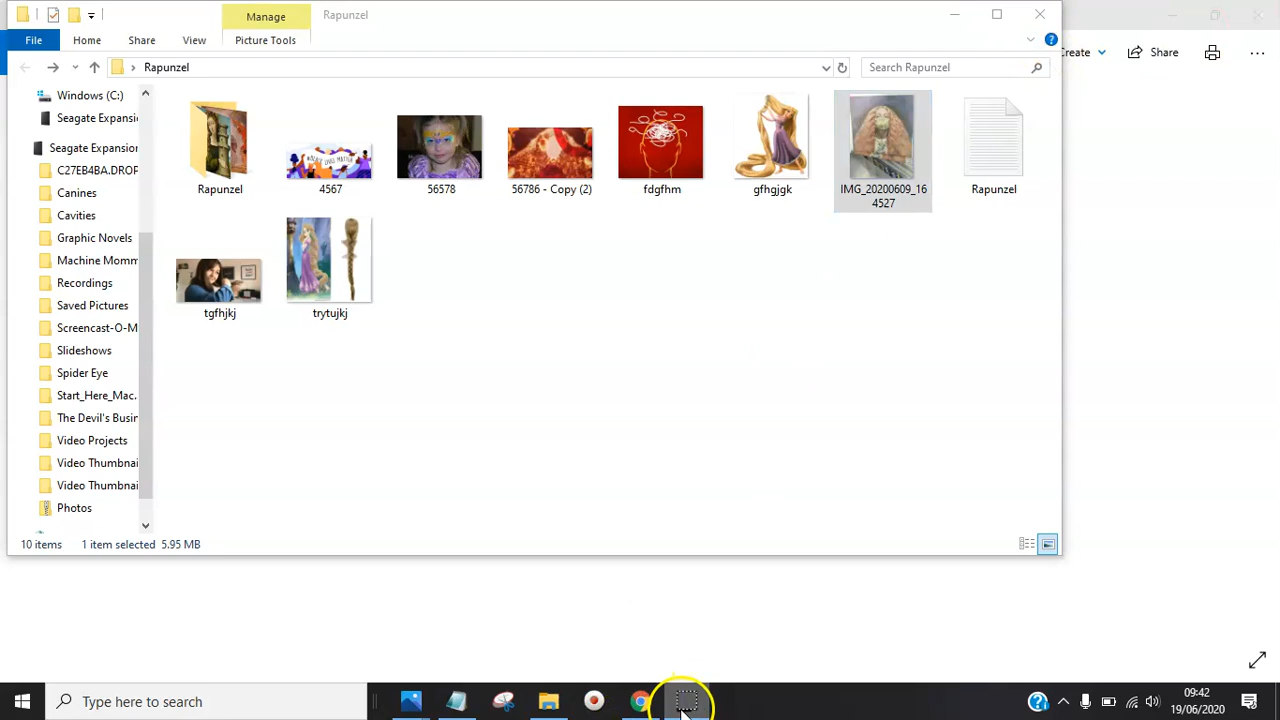 Manage
Rapunzel
File
Home
Share
View
Picture Tools
Create
Share
Rapunzel
Search Rapunzel
Windows (C:)
Seagate Expansio
Seagate Expansion
C27EB4BA.DROP
Canines
Cavities
Graphic Novels
Machine Momm
Recordings
Saved Pictures
Screencast-O-M
Slideshows
Spider Eye
Start_Here_Mac.
The Devil's Busin
Video Projects
Video Thumbnai
Video Thumbnai
Photos
Rapunzel
4567
56578
56786 - Copy (2)
fdgfhm
gfhgjgk
IMG_20200609_16
4527
Rapunzel
tgfhjkj
trytujkj
10 items
1 item selected
5.95 MB
Type here to search
09:42
19/06/2020